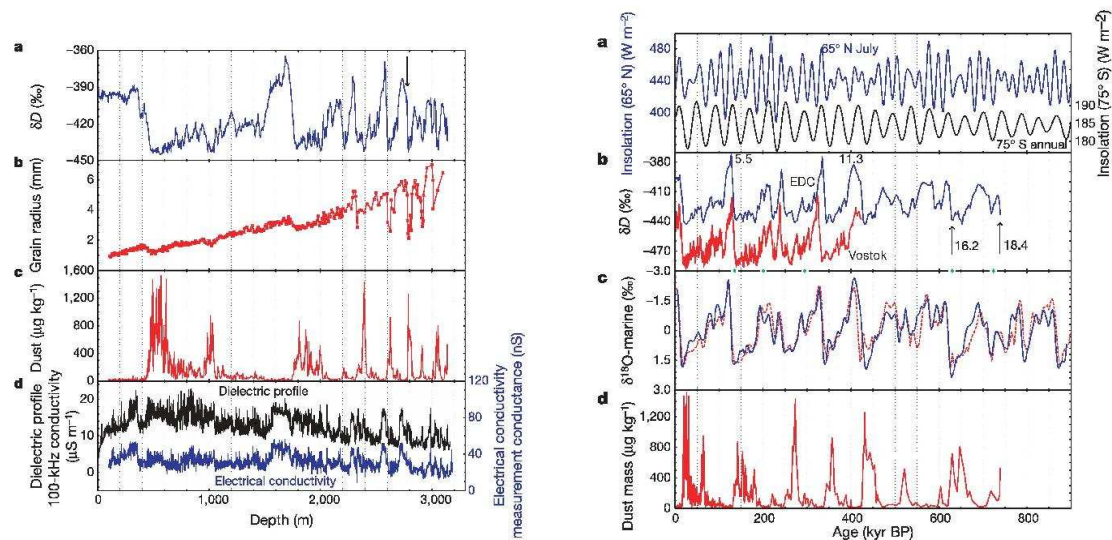 a
−360
−390
−420
−450
δD (‰)
b
6
4
2
Grain radius (mm)
c
1,600
1,200
800
400
0
Dust (µg kg−1)
d
20
10
0
Dielectric profile
100-kHz conductivity
(µS m−1)
Dielectric profile
Electrical conductivity
120
80
40
0
Electrical conductivity
measurement conductance (nS)
0 1,000 2,000 3,000
Depth (m)
a
480
440
400
Insolation (65° N) (W m−2)
65° N July
75° S annual
190
185
180
Insolation (75° S) (W m−2)
b
−380
−410
−440
−470
δD (‰)
5.5
11.3
EDC
Vostok
16.2
18.4
c
−3.0
−1.5
0
1.5
3.0
δ18O-marine (‰)
d
1,200
800
400
0
Dust mass (µg kg−1)
0 200 400 600 800
Age (kyr BP)